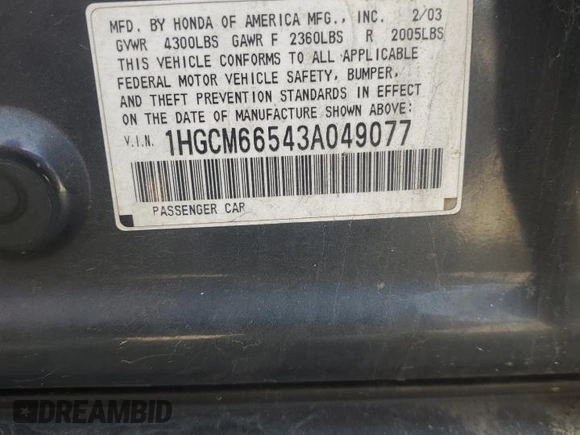 MFD. BY HONDA OF AMERICA MFG., INC. 2/03
GVWR 4300LBS GAWR F 2360LBS R 2005LBS
THIS VEHICLE CONFORMS TO ALL APPLICABLE
FEDERAL MOTOR VEHICLE SAFETY, BUMPER,
AND THEFT PREVENTION STANDARDS IN EFFECT
ON THE DATE OF MANUFACTURE SHOWN ABOVE:
V.I.N. 1HGCM66543A049077
PASSENGER CAR
DREAMBID